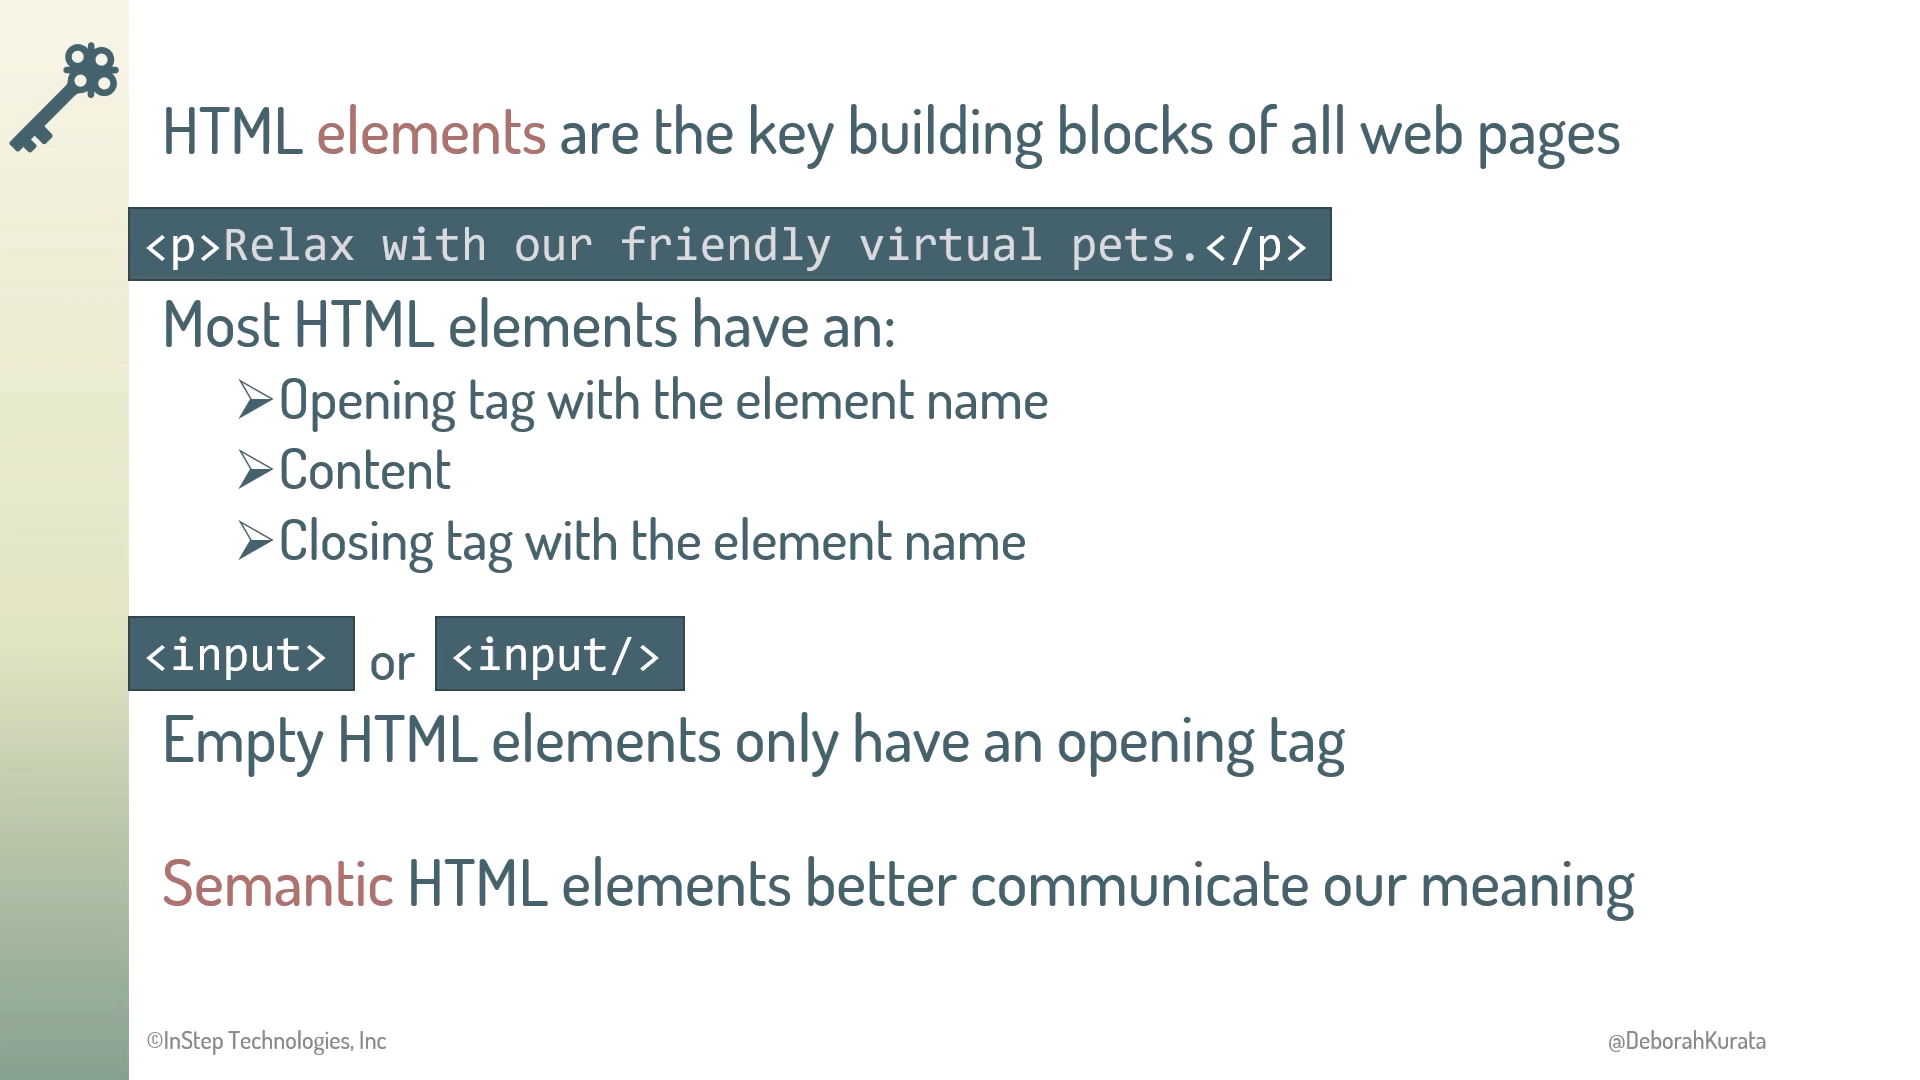 HTML elements are the key building blocks of all web pages
<p>Relax with our friendly virtual pets.</p>
Most HTML elements have an:
➢Opening tag with the element name
➢Content
➢Closing tag with the element name
<input> or <input/>
Empty HTML elements only have an opening tag
Semantic HTML elements better communicate our meaning
©InStep Technologies, Inc
@DeborahKurata